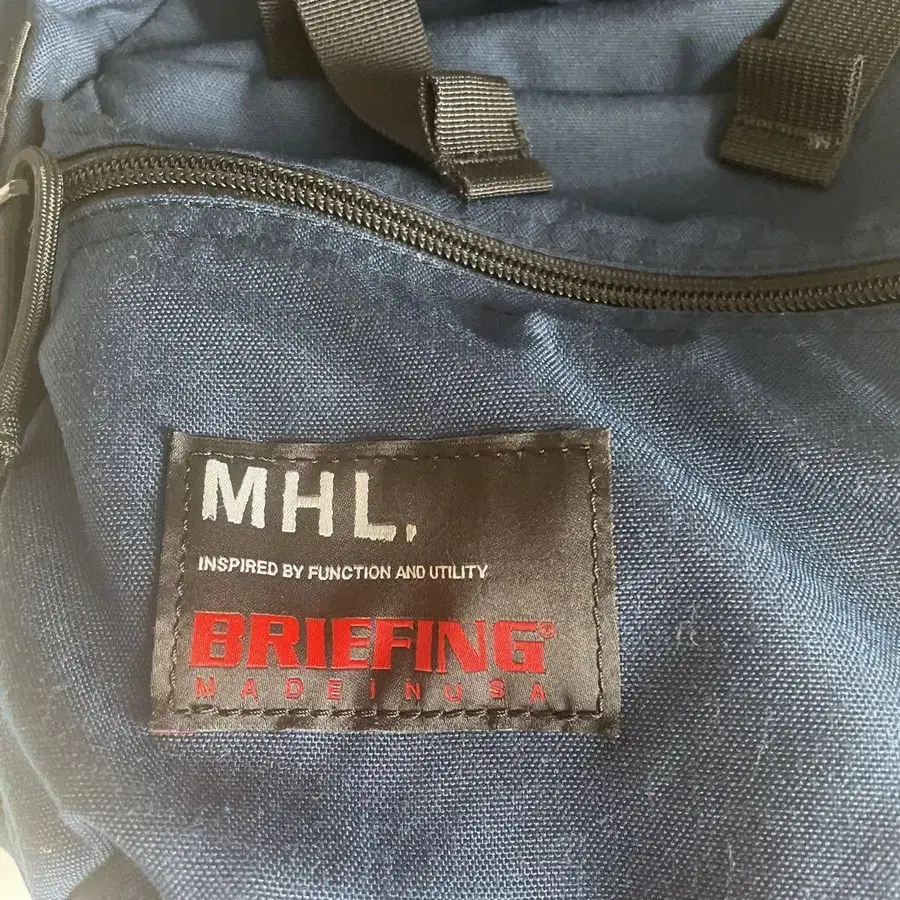 MHL.
INSPIRED BY FUNCTION AND UTILITY
BRIEFING®
MADE IN USA